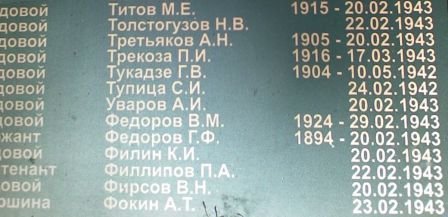 довой Титов М.Е. 1915 - 20.02.1943
довой Толстогузов Н.В. 22.02.1943
довой Третьяков А.Н. 1905 - 20.02.1943
довой Трекоза П.И. 1916 - 17.03.1943
довой Тукадзе Г.В. 1904 - 10.05.1942
довой Тупица С.И. 24.02.1942
довой Уваров А.И. 20.02.1943
довой Федоров В.М. 1924 - 29.02.1943
жант Федоров Г.Ф. 1894 - 20.02.1943
довой Филин К.И. 20.02.1943
тенант Филлипов П.А. 22.02.1943
овой Фирсов В.Н. 20.02.1943
ршина Фокин А.Т. 23.02.1943